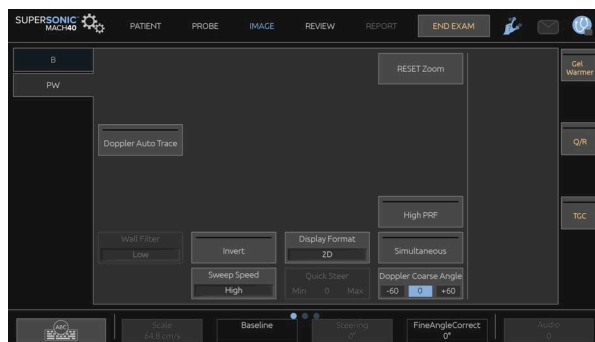 SUPERSONIC
MACH40
PATIENT
PROBE
IMAGE
REVIEW
REPORT
END EXAM
B
PW
RESET Zoom
Gel
Warmer
Doppler Auto Trace
Q/R
High PRF
TGC
Wall Filter
Low
Invert
Display Format
2D
Simultaneous
Sweep Speed
High
Quick Steer
Min 0 Max
Doppler Coarse Angle
-60 0 +60
ABC
Scale
64.8 cm/s
Baseline
Steering
0°
FineAngleCorrect
0°
Audio
0